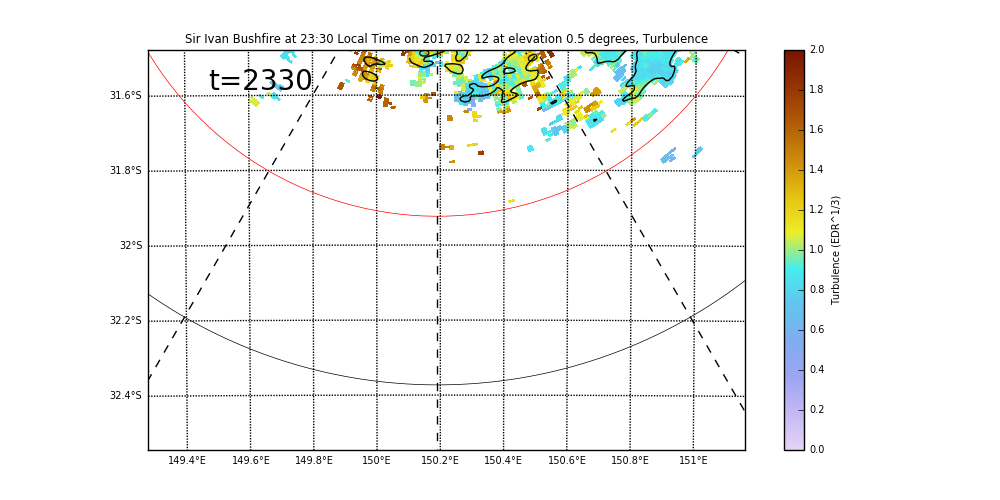 Sir Ivan Bushfire at 23:30 Local Time on 2017 02 12 at elevation 0.5 degrees, Turbulence
t=2330
31.6°S
31.8°S
32°S
32.2°S
32.4°S
149.4°E 149.6°E 149.8°E 150°E 150.2°E 150.4°E 150.6°E 150.8°E 151°E
2.0
1.8
1.6
1.4
1.2
1.0
0.8
0.6
0.4
0.2
0.0
Turbulence (EDR^1/3)